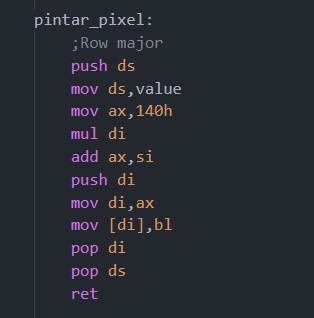 pintar_pixel:
;Row major
push ds
mov ds,value
mov ax,140h
mul di
add ax,si
push di
mov di,ax
mov [di],bl
pop di
pop ds
ret